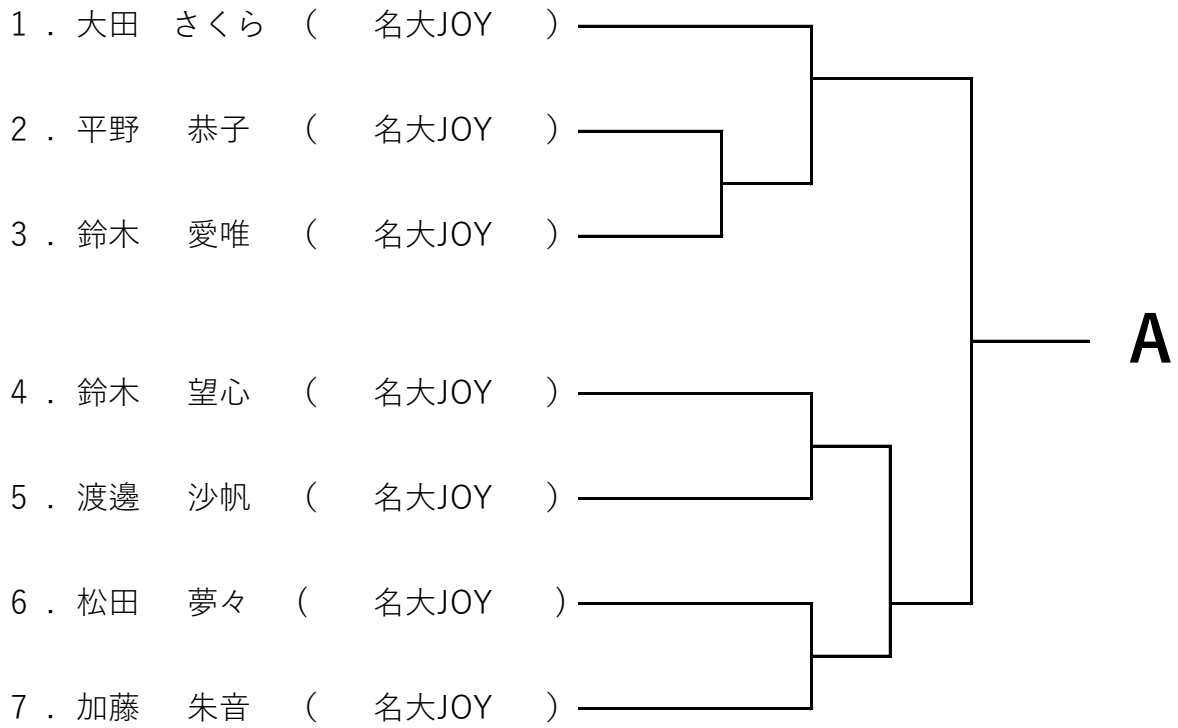 1．大田　さくら　（　名大JOY　）
2．平野　恭子　（　名大JOY　）
3．鈴木　愛唯　（　名大JOY　）
A
4．鈴木　望心　（　名大JOY　）
5．渡邊　沙帆　（　名大JOY　）
6．松田　夢々　（　名大JOY　）
7．加藤　朱音　（　名大JOY　）